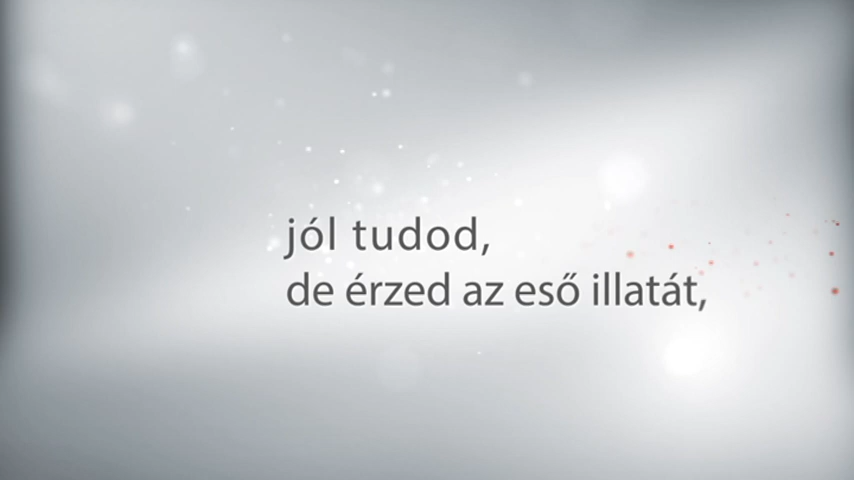 jól tudod,
de érzed az eső illatát,